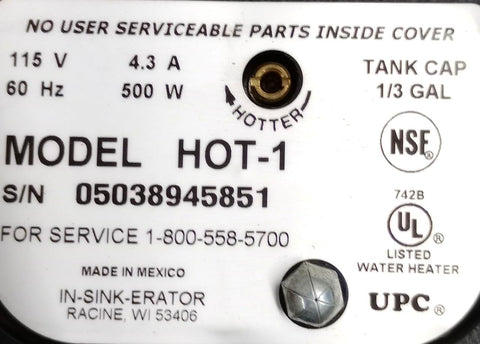 NO USER SERVICEABLE PARTS INSIDE COVER
115 V 4.3 A
60 Hz 500 W
HOTTER
TANK CAP
1/3 GAL
MODEL HOT-1
NSF®
S/N 05038945851
742B
UL®
LISTED
WATER HEATER
FOR SERVICE 1-800-558-5700
MADE IN MEXICO
IN-SINK-ERATOR
RACINE, WI 53406
UPC®